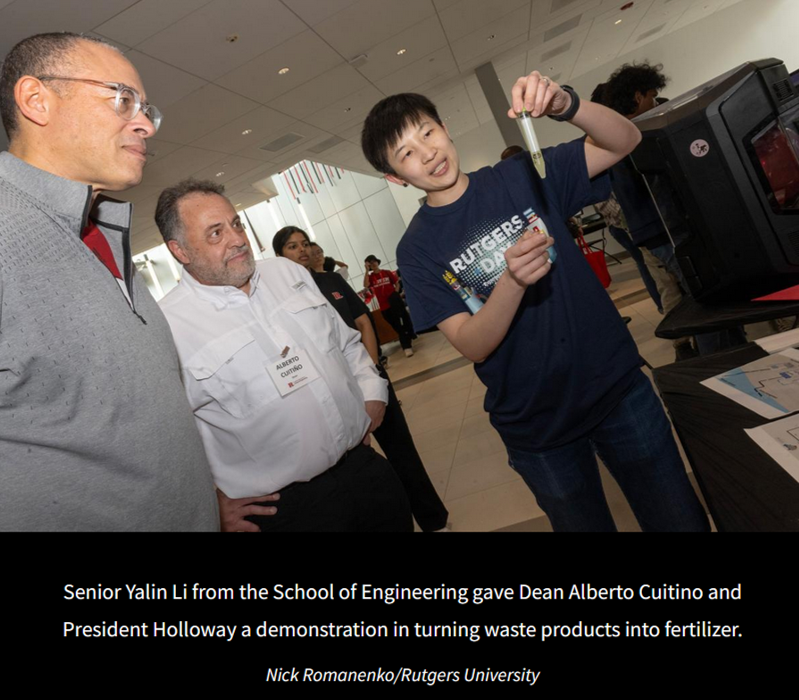 RUTGERS
DAY
ALBERTO
CUITIÑO
Senior Yalin Li from the School of Engineering gave Dean Alberto Cuitino and
President Holloway a demonstration in turning waste products into fertilizer.
Nick Romanenko/Rutgers University